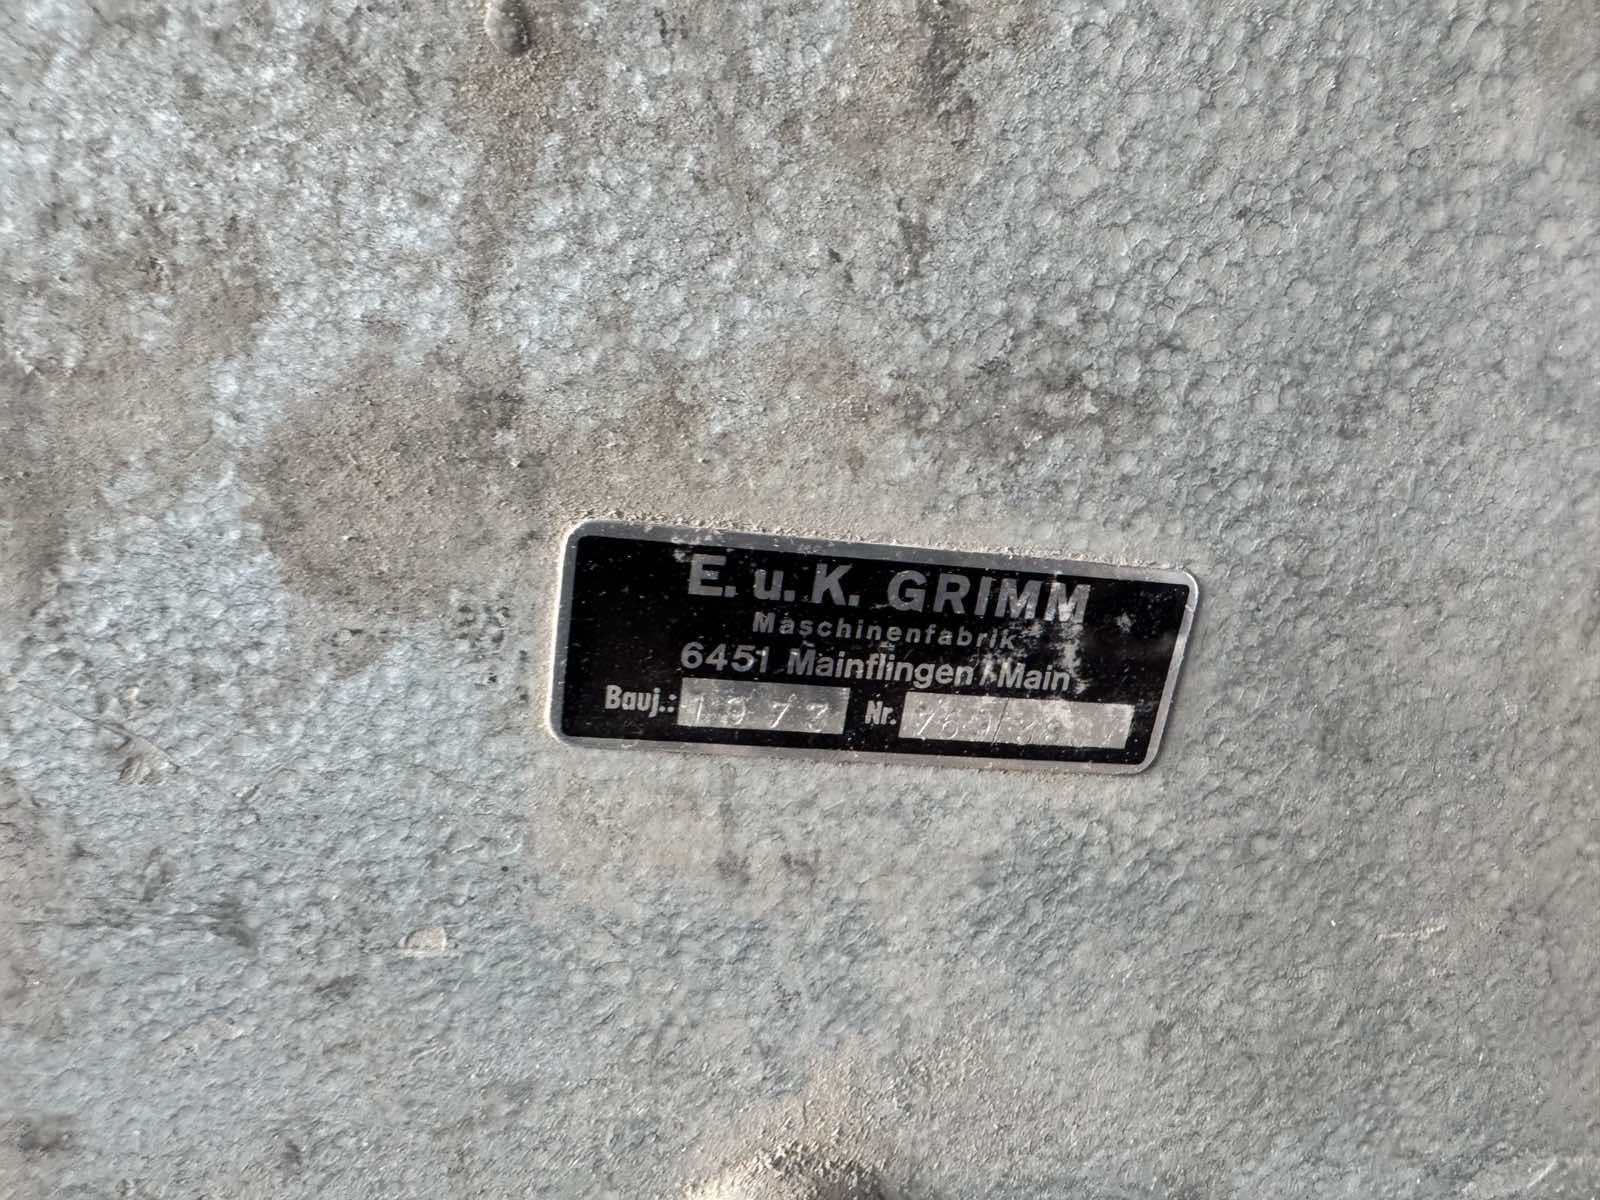 E. u. K. GRIMM
Maschinenfabrik
6451 Mainflingen/Main
Bauj.: 1973 Nr.